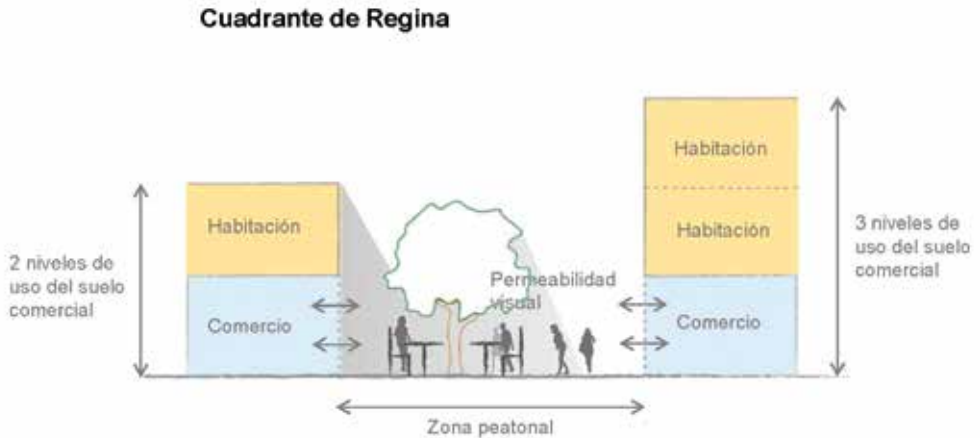 Cuadrante de Regina
Habitación
Habitación
Habitación
2 niveles de
uso del suelo
comercial
3 niveles de
uso del suelo
comercial
Permeabilidad
visual
Comercio
Comercio
Zona peatonal